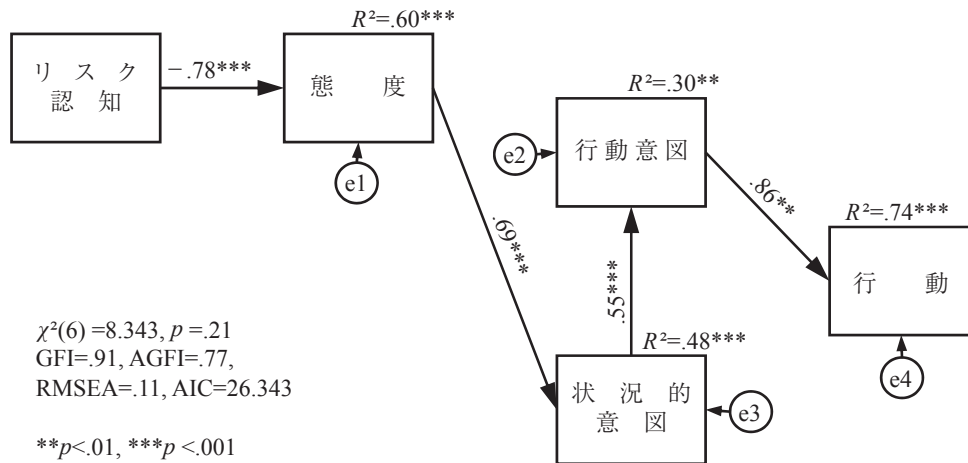 R²=.60***
リスク
認知
−.78***
態度
e1
R²=.30**
e2
行動意図
.86**
R²=.74***
行動
e4
.69***
.55***
R²=.48***
状況的
意図
e3
χ²(6) =8.343, p =.21
GFI=.91, AGFI=.77,
RMSEA=.11, AIC=26.343
**p<.01, ***p <.001